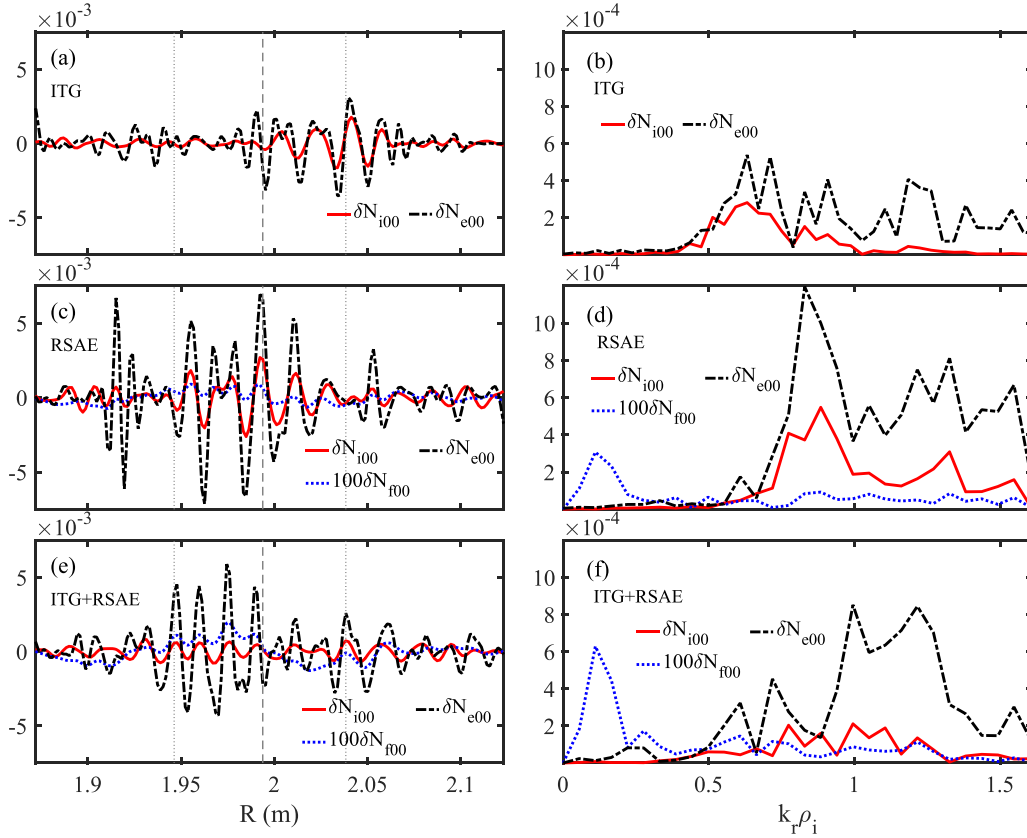 ×10⁻³
(a)
ITG
5
0
-5
δN_i00 δN_e00
×10⁻⁴
(b)
ITG
10
8
6
4
2
δN_i00 δN_e00
×10⁻³
(c)
RSAE
5
0
-5
δN_i00 δN_e00
100δN_f00
×10⁻⁴
(d)
RSAE
10
8
6
4
2
δN_i00 δN_e00
100δN_f00
×10⁻³
(e)
ITG+RSAE
5
0
-5
δN_i00 δN_e00
100δN_f00
1.9 1.95 2 2.05 2.1
R (m)
×10⁻⁴
(f)
ITG+RSAE
10
8
6
4
2
δN_i00 δN_e00
100δN_f00
0 0.5 1 1.5
k_rρ_i